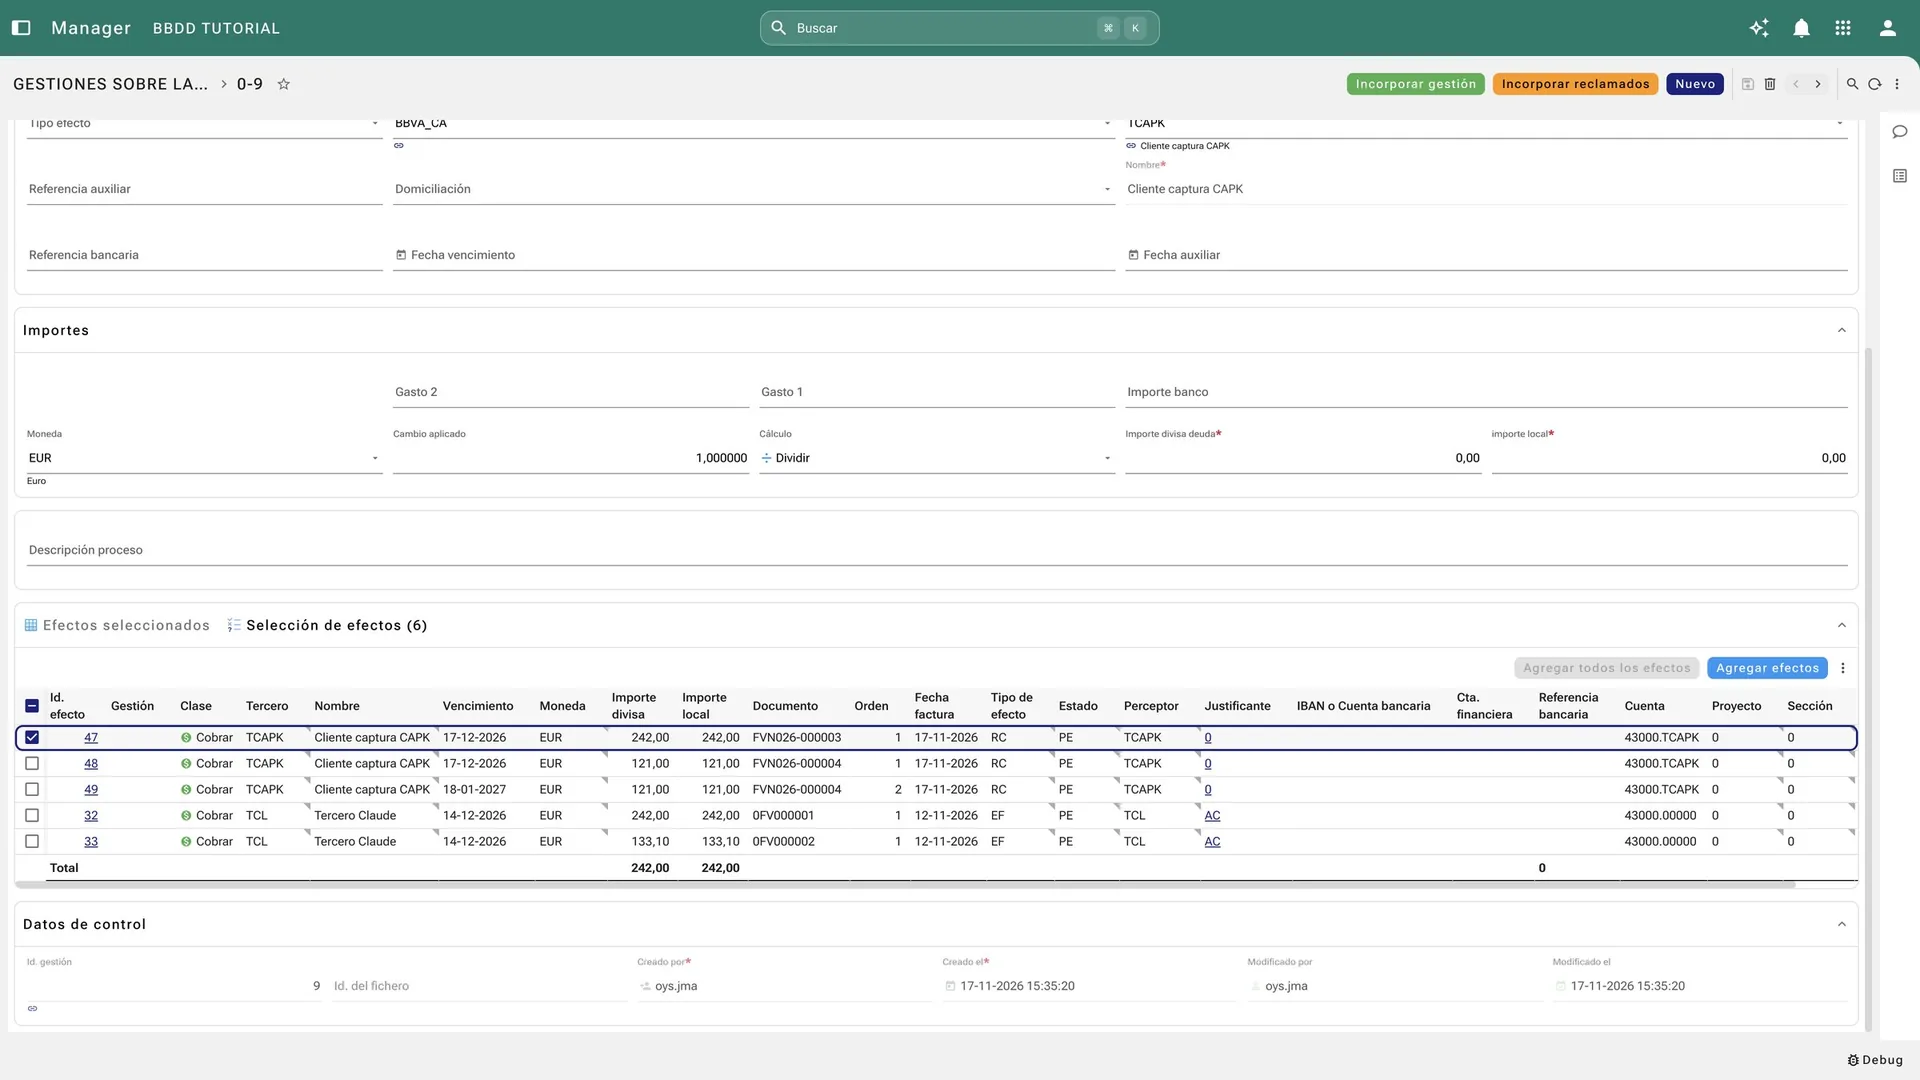 Manager BBDD TUTORIAL Buscar ⌘ K
GESTIONES SOBRE LA... > 0-9 Incorporar gestión Incorporar reclamados Nuevo
Tipo efecto BBVA_CA TCAPK
Cliente captura CAPK
Nombre*
Referencia auxiliar Domiciliación Cliente captura CAPK
Referencia bancaria Fecha vencimiento Fecha auxiliar
Importes
Gasto 2 Gasto 1 Importe banco
Moneda Cambio aplicado Cálculo Importe divisa deuda* importe local*
EUR 1,000000 Dividir 0,00 0,00
Euro
Descripción proceso
Efectos seleccionados Selección de efectos (6)
Agregar todos los efectos Agregar efectos
Id. efecto Gestión Clase Tercero Nombre Vencimiento Moneda Importe divisa Importe local Documento Orden Fecha factura Tipo de efecto Estado Perceptor Justificante IBAN o Cuenta bancaria Cta. financiera Referencia bancaria Cuenta Proyecto Sección
47 Cobrar TCAPK Cliente captura CAPK 17-12-2026 EUR 242,00 242,00 FVN026-000003 1 17-11-2026 RC PE TCAPK 0 43000.TCAPK 0 0
48 Cobrar TCAPK Cliente captura CAPK 17-12-2026 EUR 121,00 121,00 FVN026-000004 1 17-11-2026 RC PE TCAPK 0 43000.TCAPK 0 0
49 Cobrar TCAPK Cliente captura CAPK 18-01-2027 EUR 121,00 121,00 FVN026-000004 2 17-11-2026 RC PE TCAPK 0 43000.TCAPK 0 0
32 Cobrar TCL Tercero Claude 14-12-2026 EUR 242,00 242,00 0FV000001 1 12-11-2026 EF PE TCL AC 43000.00000 0 0
33 Cobrar TCL Tercero Claude 14-12-2026 EUR 133,10 133,10 0FV000002 1 12-11-2026 EF PE TCL AC 43000.00000 0 0
Total 242,00 242,00 0
Datos de control
Id. gestión Creado por* Creado el* Modificado por Modificado el
9 Id. del fichero oys.jma 17-11-2026 15:35:20 oys.jma 17-11-2026 15:35:20
Debug